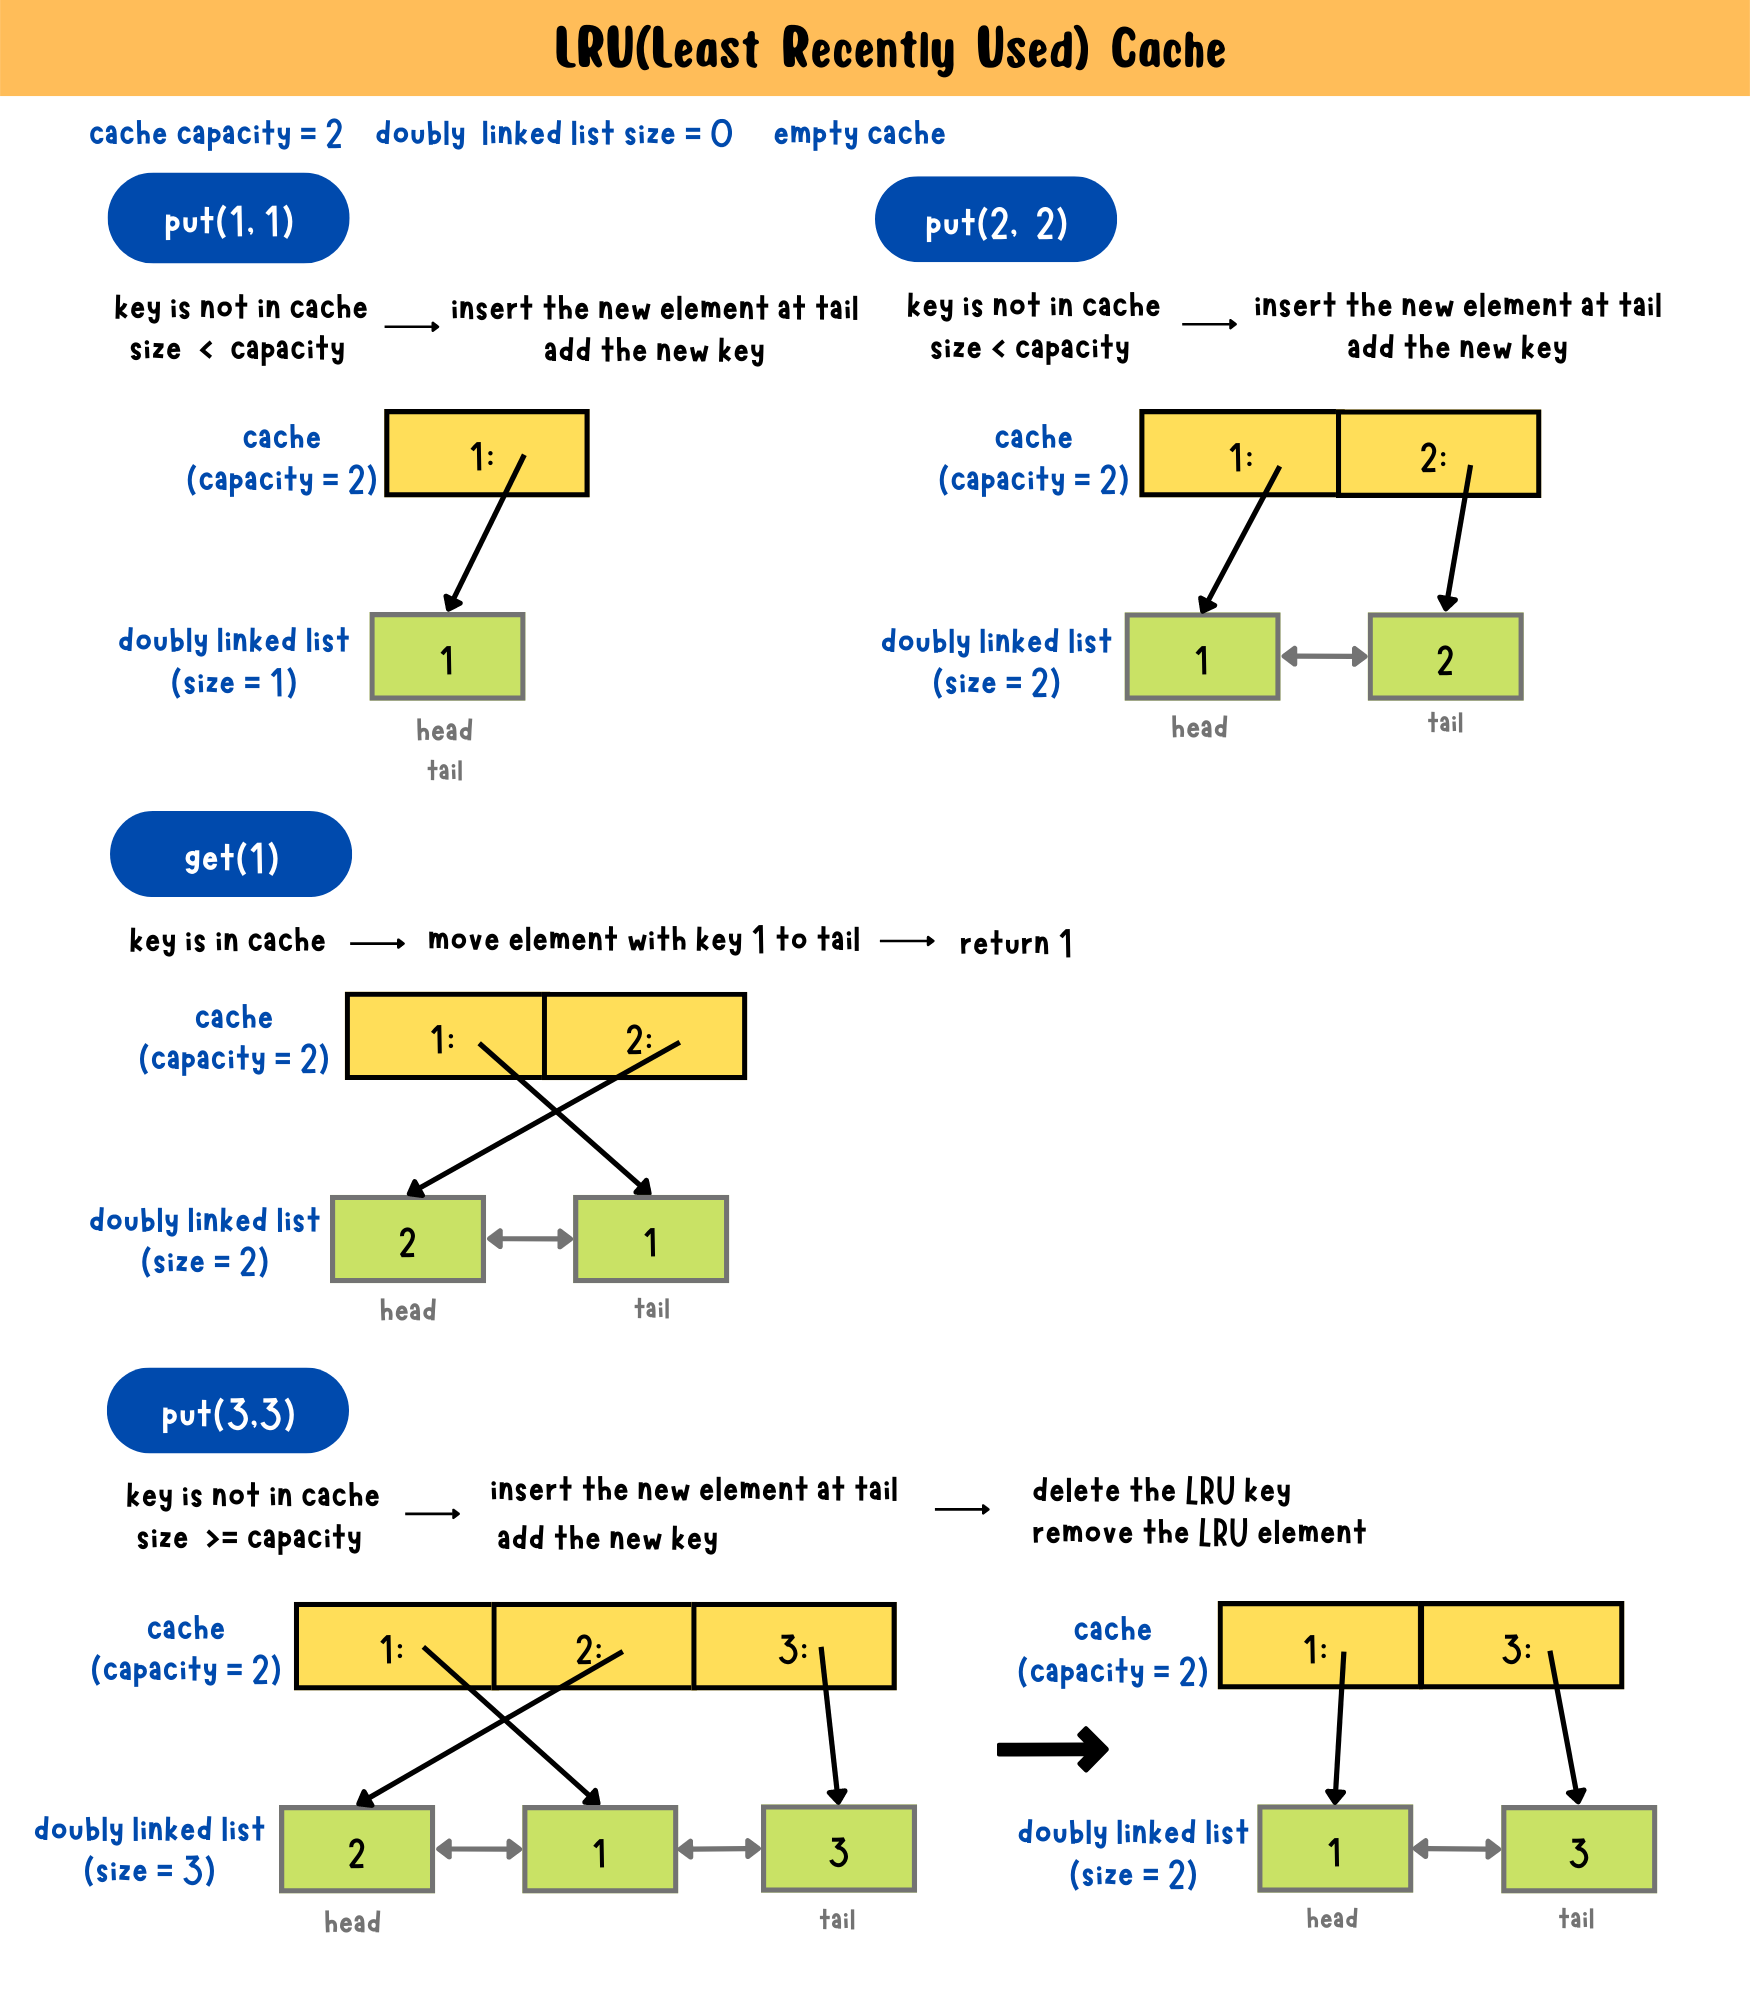 LRU(Least Recently Used) Cache
cache capacity = 2 doubly linked list size = 0 empty cache
put(1, 1)
key is not in cache
size < capacity
insert the new element at tail
add the new key
cache
(capacity = 2)
1:
doubly linked list
(size = 1)
1
head
tail
put(2, 2)
key is not in cache
size < capacity
insert the new element at tail
add the new key
cache
(capacity = 2)
1: 2:
doubly linked list
(size = 2)
1 2
head tail
get(1)
key is in cache move element with key 1 to tail return 1
cache
(capacity = 2)
1: 2:
doubly linked list
(size = 2)
2 1
head tail
put(3,3)
key is not in cache
size >= capacity
insert the new element at tail
add the new key
delete the LRU key
remove the LRU element
cache
(capacity = 2)
1: 2: 3:
doubly linked list
(size = 3)
2 1 3
head tail
cache
(capacity = 2)
1: 3:
doubly linked list
(size = 2)
1 3
head tail